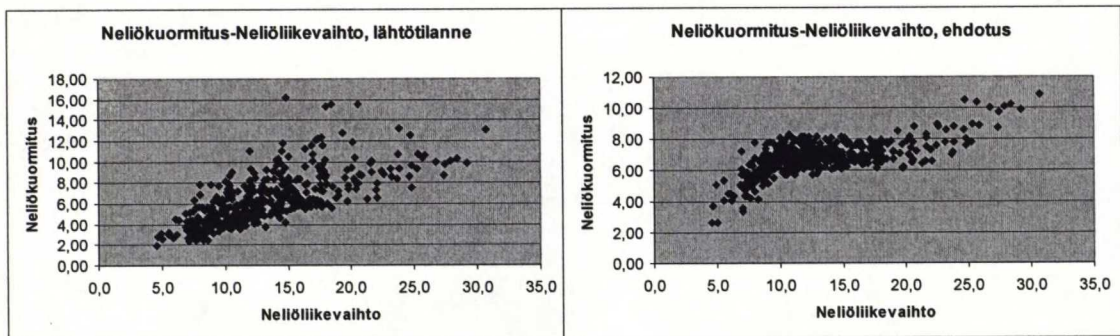 Neliökuormitus-Neliöliikevaihto, lähtötilanne
Neliökuormitus
18,00
16,00
14,00
12,00
10,00
8,00
6,00
4,00
2,00
0,00
0,0 5,0 10,0 15,0 20,0 25,0 30,0 35,0
Neliöliikevaihto
Neliökuormitus-Neliöliikevaihto, ehdotus
Neliökuormitus
12,00
10,00
8,00
6,00
4,00
2,00
0,00
0,0 5,0 10,0 15,0 20,0 25,0 30,0 35,0
Neliöliikevaihto